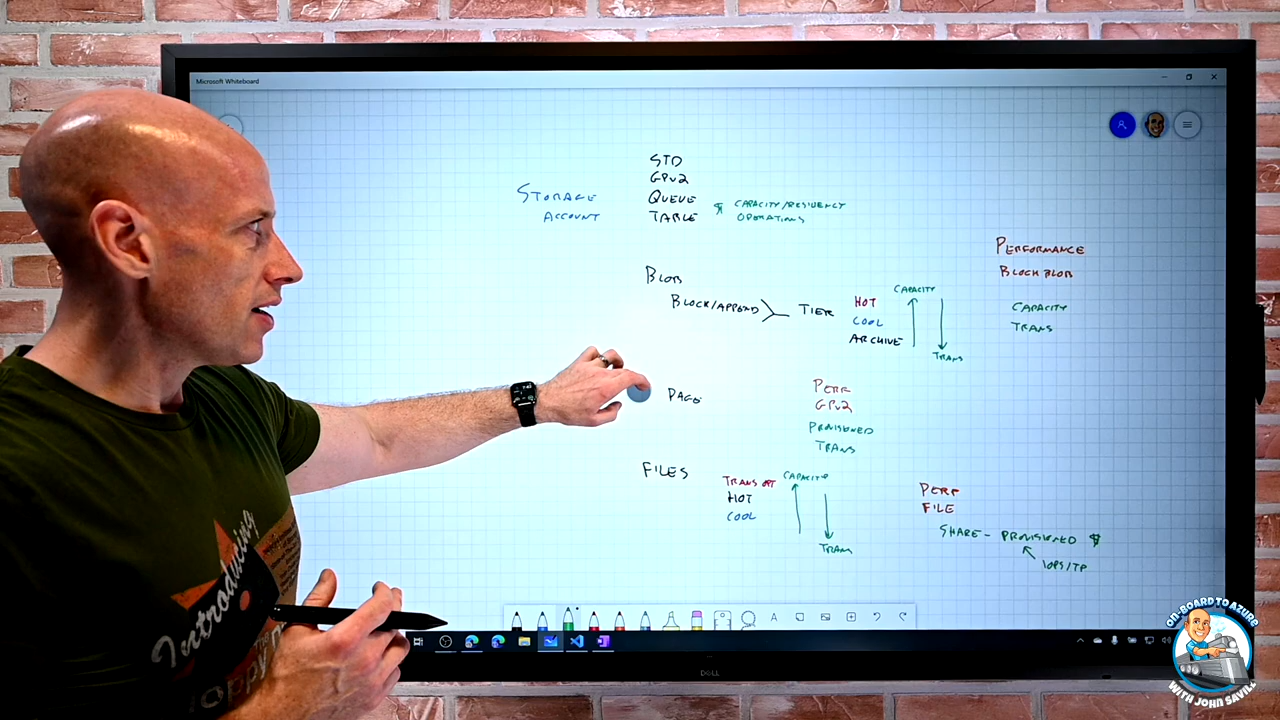 Microsoft Whiteboard
STD
GPv2
STORAGE ACCOUNT
QUEUE
TABLE
$ CAPACITY/RESIDENCY
OPERATIONS
PERFORMANCE
BLOCK BLOB
CAPACITY
TRANS
BLOB
BLOCK/APPEND
TIER
HOT
COOL
ARCHIVE
CAPACITY
TRANS
PAGE
PERF
GPv2
PROVISIONED
TRANS
FILES
TRANS OPT
HOT
COOL
CAPACITY
TRANS
PERF
FILE
SHARE - PROVISIONED $
IOPS/TP
A
DELL
Introducing
ON-BOARD TO AZURE
WITH JOHN SAVILL